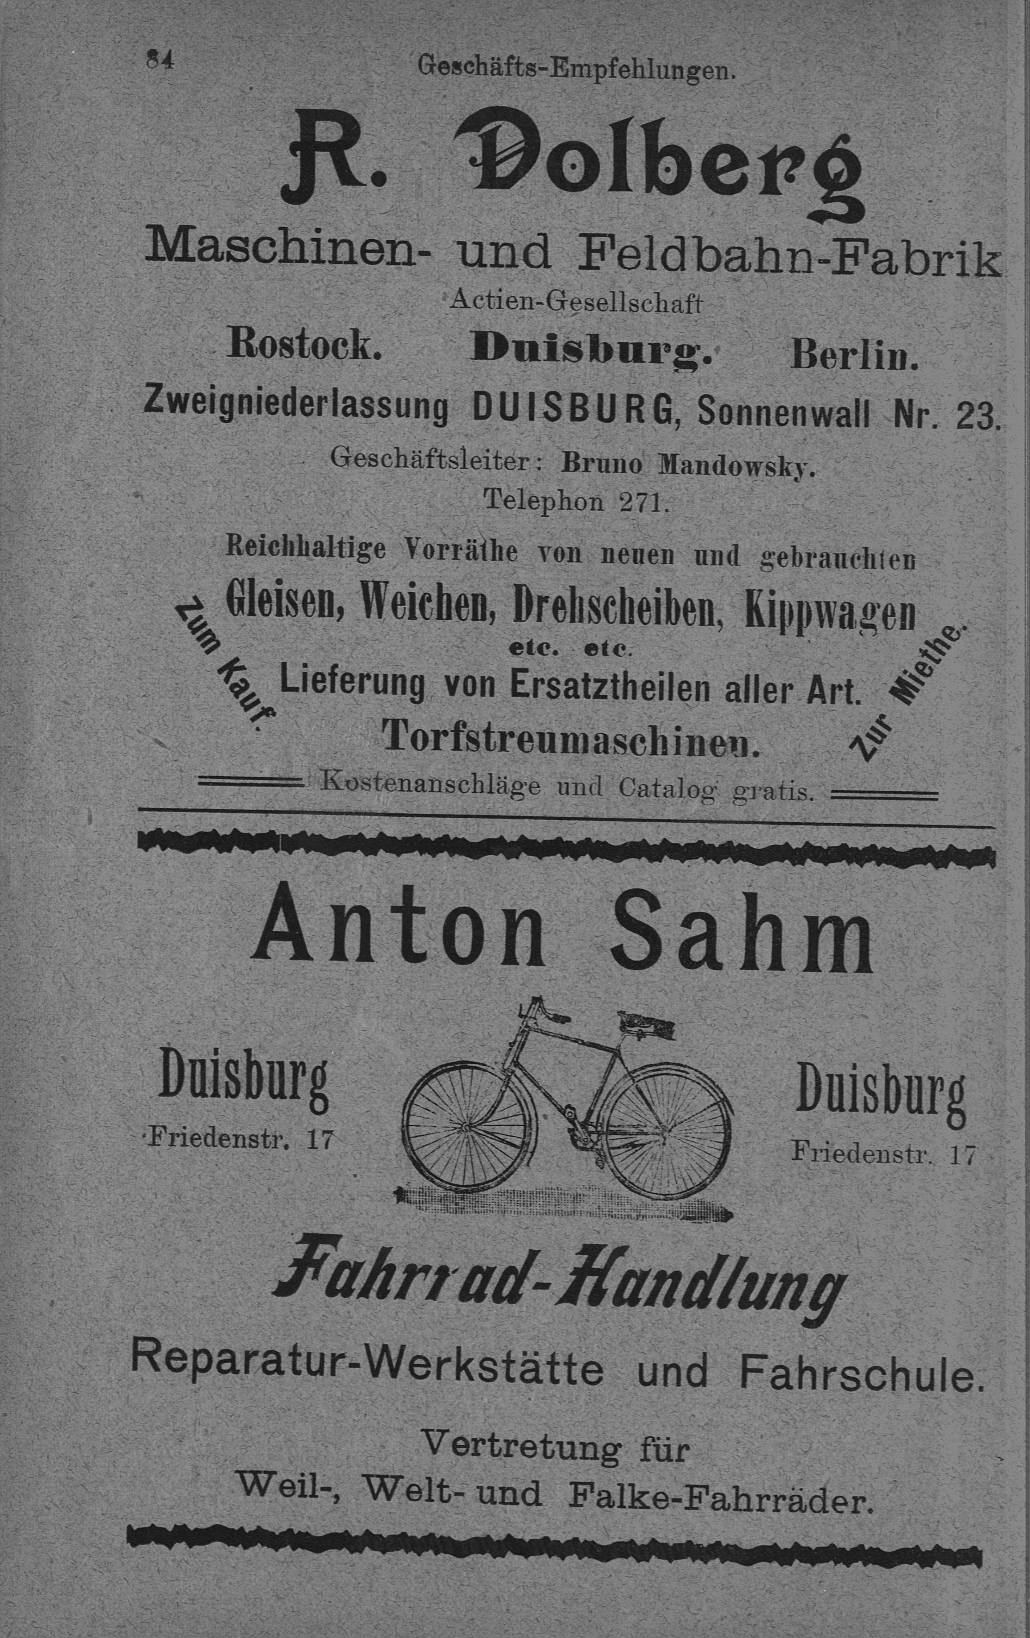 84
Geschäfts-Empfehlungen.
R. Dolberg
Maschinen- und Feldbahn-Fabrik
Actien-Gesellschaft
Rostock. Duisburg. Berlin.
Zweigniederlassung DUISBURG, Sonnenwall Nr. 23.
Geschäftsleiter: Bruno Mandowsky.
Telephon 271.
Reichhaltige Vorräthe von neuen und gebrauchten
Gleisen, Weichen, Drehscheiben, Kippwagen
etc. etc.
Zum Kauf.
Lieferung von Ersatztheilen aller Art.
Zur Miethe.
Torfstreumaschinen.
Kostenanschläge und Catalog gratis.
Anton Sahm
Duisburg
Friedenstr. 17
Duisburg
Friedenstr. 17
Fahrrad-Handlung
Reparatur-Werkstätte und Fahrschule.
Vertretung für
Weil-, Welt- und Falke-Fahrräder.